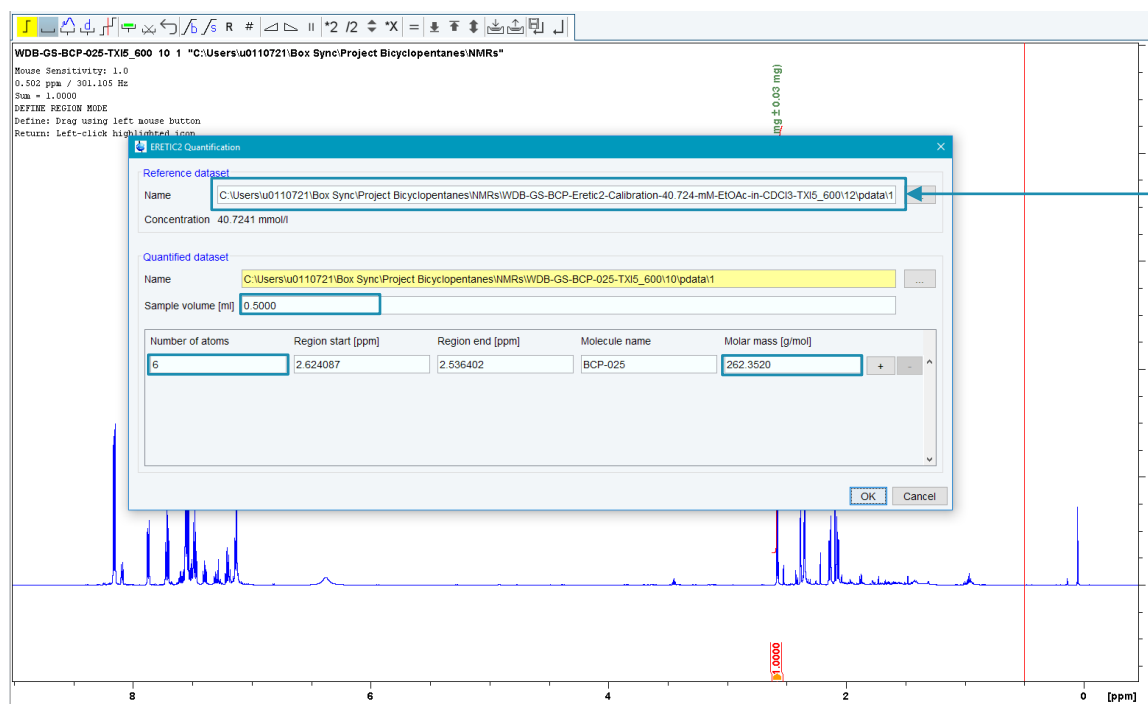 R # *2 /2 *X =
WDB-GS-BCP-025-TXI5_600 10 1 "C:\Users\u0110721\Box Sync\Project Bicyclopentanes\NMRs"
Mouse Sensitivity: 1.0
0.502 ppm / 301.105 Hz
Sum = 1.0000
DEFINE REGION MODE
Define: Drag using left mouse button
Return: Left-click highlighted icon
mg ± 0.03 mg)
ERETIC2 Quantification
Reference dataset
Name C:\Users\u0110721\Box Sync\Project Bicyclopentanes\NMRs\WDB-GS-BCP-Eretic2-Calibration-40.724-mM-EtOAc-in-CDCl3-TXI5_600\12\pdata\1
Concentration 40.7241 mmol/l
Quantified dataset
Name C:\Users\u0110721\Box Sync\Project Bicyclopentanes\NMRs\WDB-GS-BCP-025-TXI5_600\10\pdata\1 ...
Sample volume [ml] 0.5000
Number of atoms Region start [ppm] Region end [ppm] Molecule name Molar mass [g/mol]
6 2.624087 2.536402 BCP-025 262.3520 + -
OK Cancel
1.0000
8 6 4 2 0 [ppm]